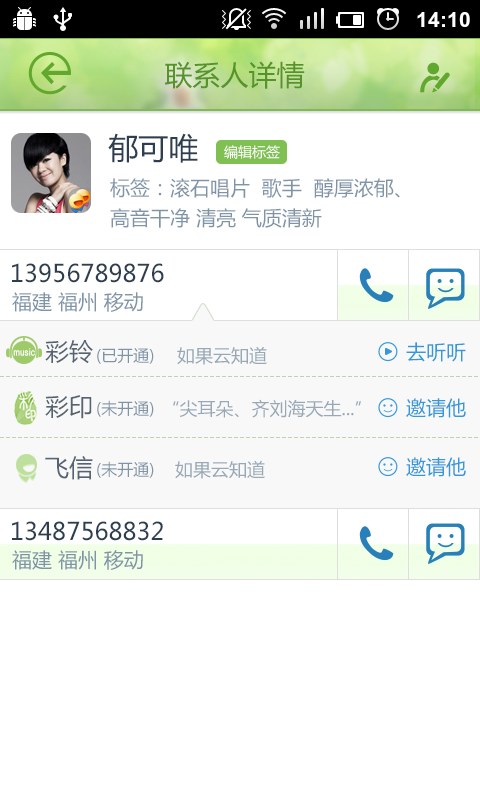 14:10
联系人详情
郁可唯 编辑标签
标签：滚石唱片 歌手 醇厚浓郁、
高音干净 清亮 气质清新
13956789876
福建 福州 移动
music 彩铃 (已开通) 如果云知道 去听听
彩印 彩印 (未开通) “尖耳朵、齐刘海天生...” 邀请他
飞信 (未开通) 如果云知道 邀请他
13487568832
福建 福州 移动